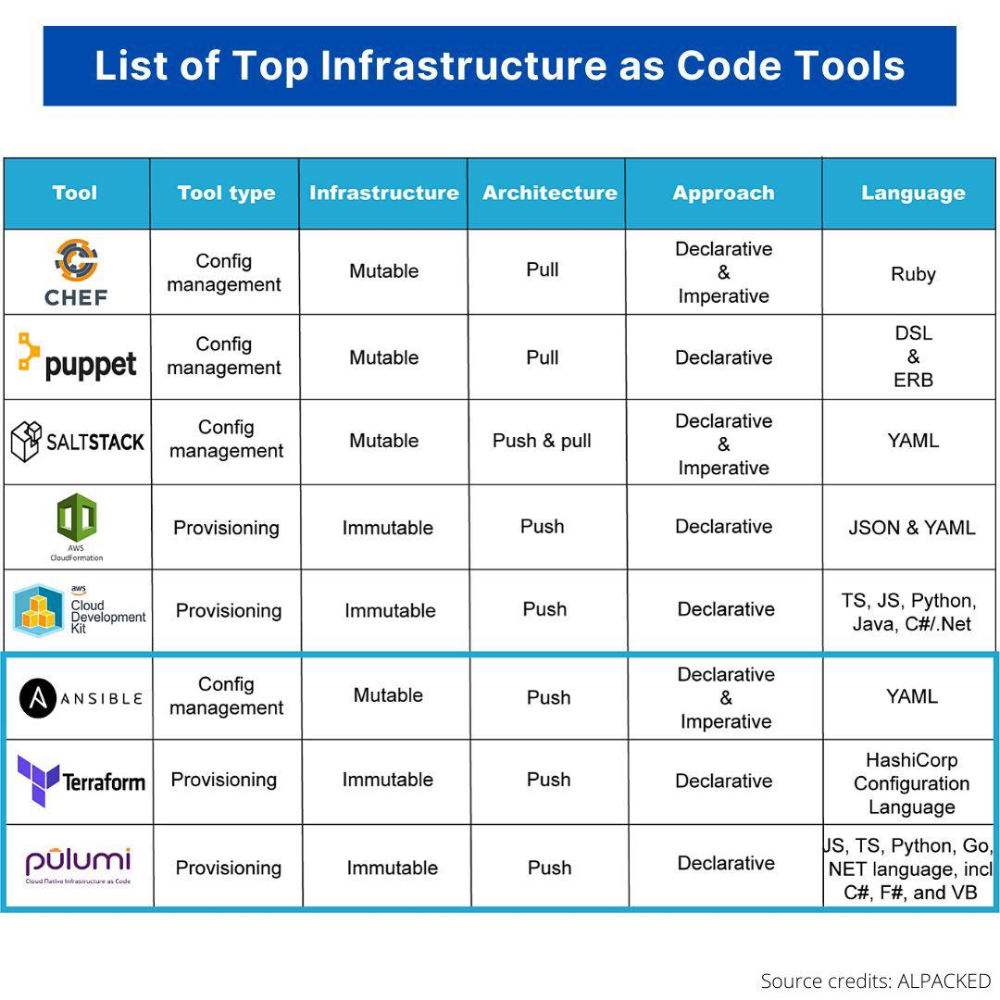 List of Top Infrastructure as Code Tools
Tool Tool type Infrastructure Architecture Approach Language
CHEF
Config
management
Mutable
Pull
Declarative
&
Imperative
Ruby
puppet
Config
management
Mutable
Pull
Declarative
DSL
&
ERB
SALTSTACK
Config
management
Mutable
Push & pull
Declarative
&
Imperative
YAML
AWS
CloudFormation
Provisioning
Immutable
Push
Declarative
JSON & YAML
aws
Cloud
Development
Kit
Provisioning
Immutable
Push
Declarative
TS, JS, Python,
Java, C#/.Net
A ANSIBLE
Config
management
Mutable
Push
Declarative
&
Imperative
YAML
Terraform
Provisioning
Immutable
Push
Declarative
HashiCorp
Configuration
Language
pulumi
Cloud Native Infrastructure as Code
Provisioning
Immutable
Push
Declarative
JS, TS, Python, Go,
NET language, incl
C#, F#, and VB
Source credits: ALPACKED